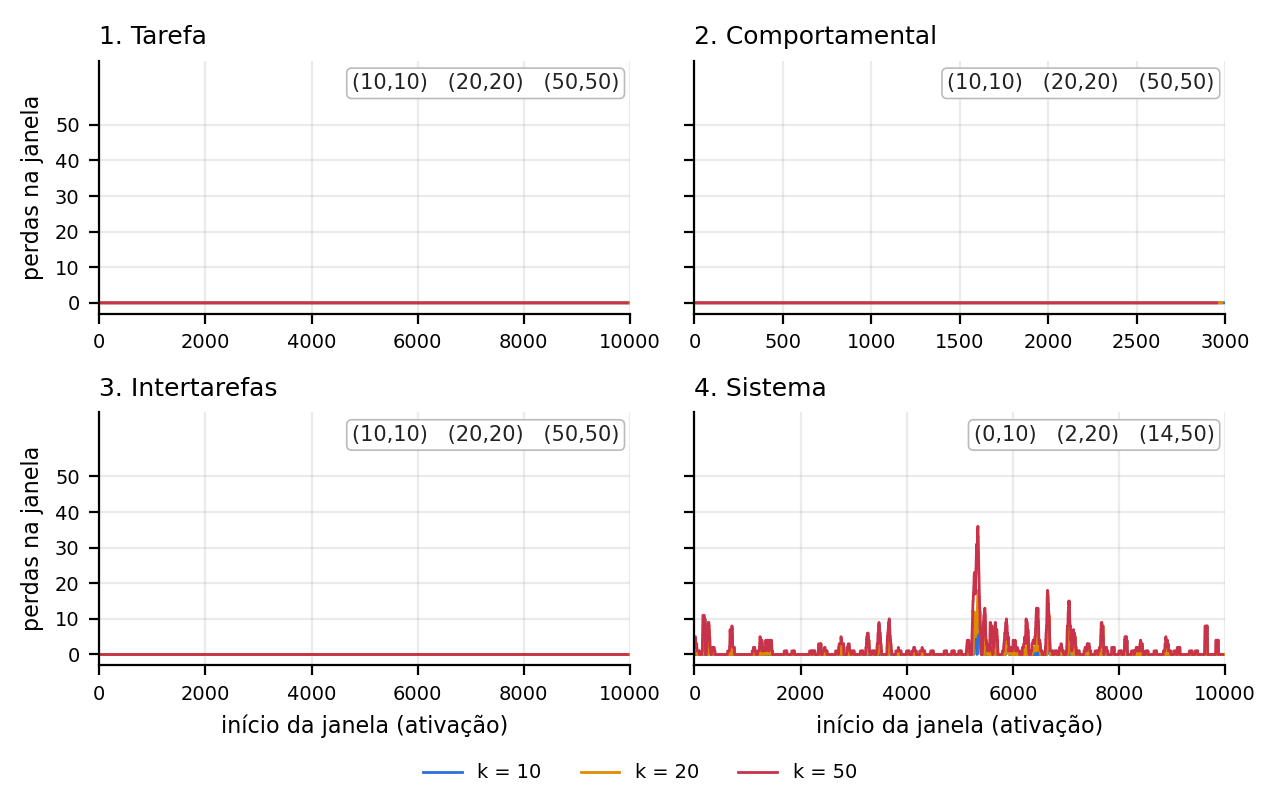 1. Tarefa
2. Comportamental
(10,10) (20,20) (50,50)
(10,10) (20,20) (50,50)
perdas na janela
50
40
30
20
10
0
0 2000 4000 6000 8000 10000
0 500 1000 1500 2000 2500 3000
3. Intertarefas
4. Sistema
(10,10) (20,20) (50,50)
(0,10) (2,20) (14,50)
perdas na janela
50
40
30
20
10
0
0 2000 4000 6000 8000 10000
0 2000 4000 6000 8000 10000
início da janela (ativação)
início da janela (ativação)
k = 10 k = 20 k = 50